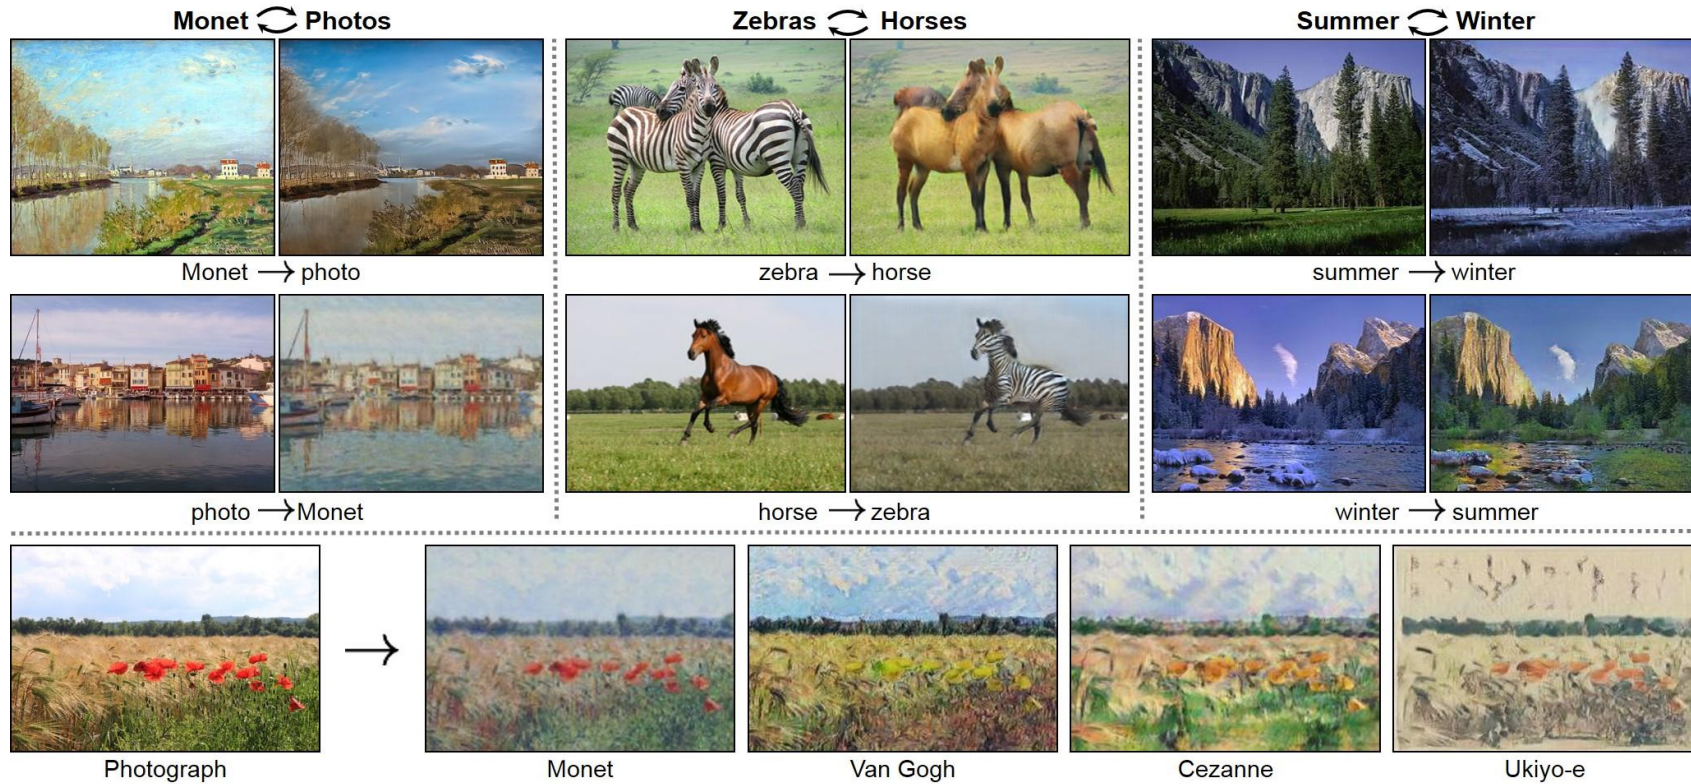 Monet Photos
Zebras Horses
Summer Winter
Monet → photo
zebra → horse
summer → winter
photo → Monet
horse → zebra
winter → summer
→
Photograph
Monet
Van Gogh
Cezanne
Ukiyo-e